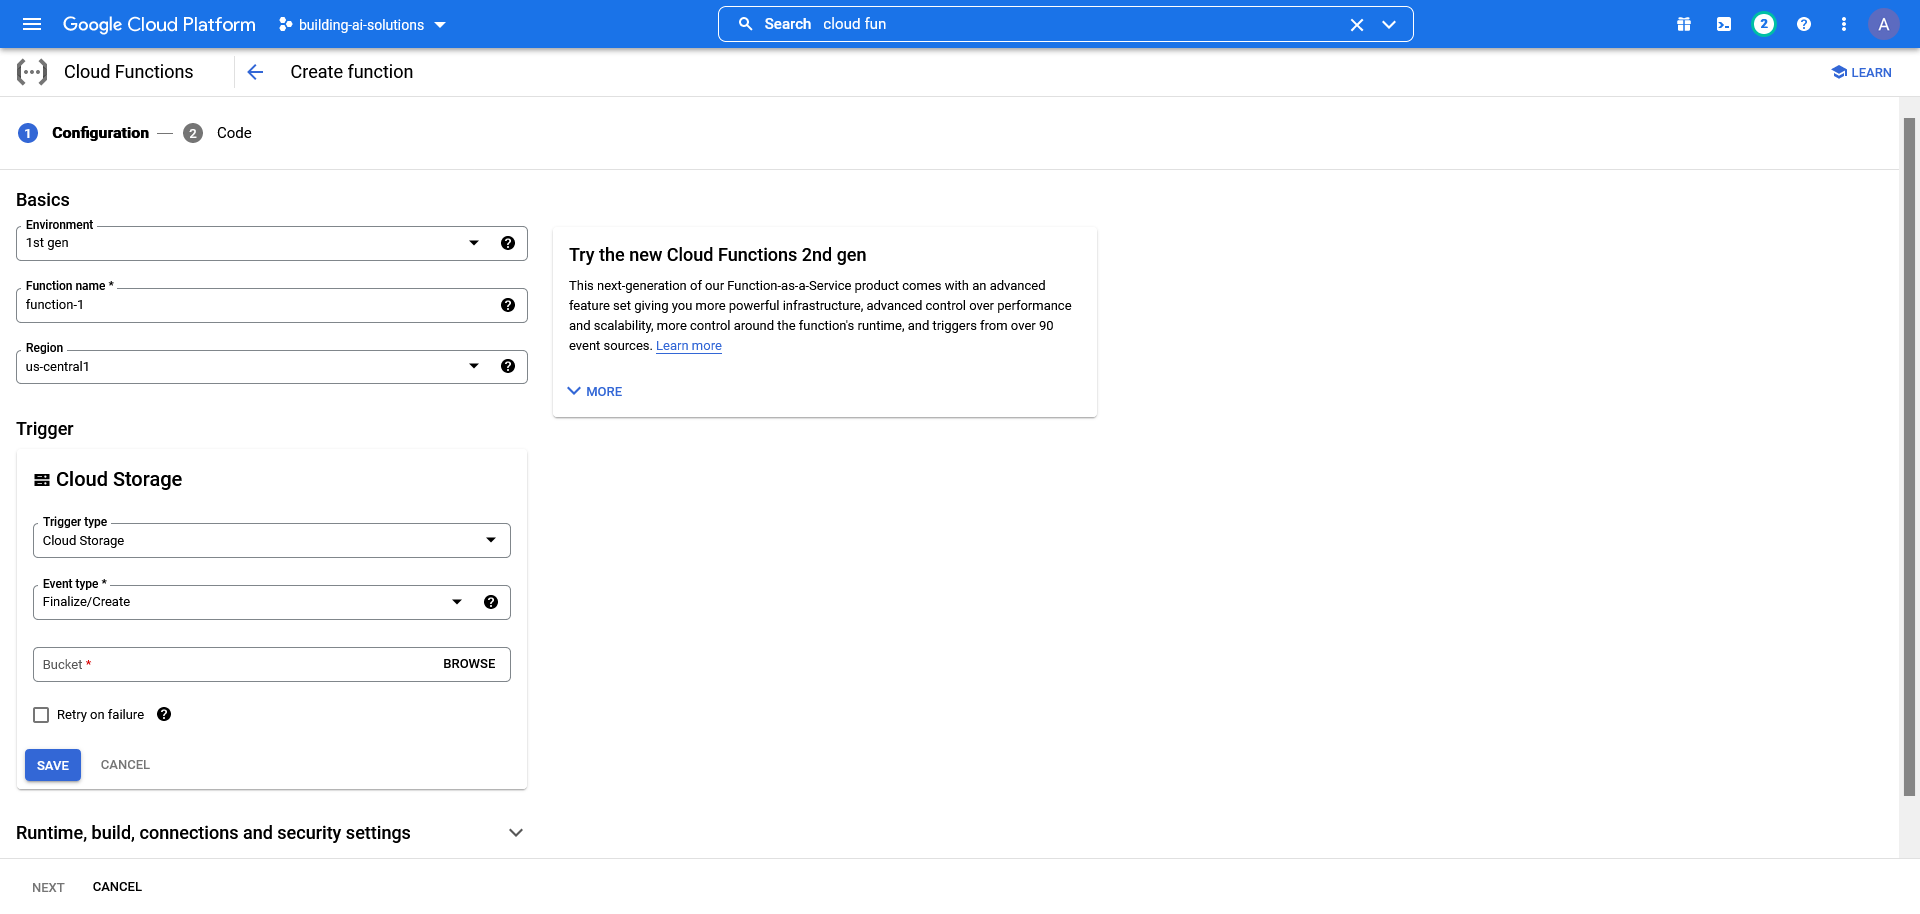 Google Cloud Platform
building-ai-solutions
Search cloud fun
2
A
Cloud Functions
Create function
LEARN
1 Configuration — 2 Code
Basics
Environment
1st gen
Function name *
function-1
Region
us-central1
Try the new Cloud Functions 2nd gen
This next-generation of our Function-as-a-Service product comes with an advanced
feature set giving you more powerful infrastructure, advanced control over performance
and scalability, more control around the function's runtime, and triggers from over 90
event sources. Learn more
MORE
Trigger
Cloud Storage
Trigger type
Cloud Storage
Event type *
Finalize/Create
Bucket * BROWSE
Retry on failure
SAVE CANCEL
Runtime, build, connections and security settings
NEXT CANCEL